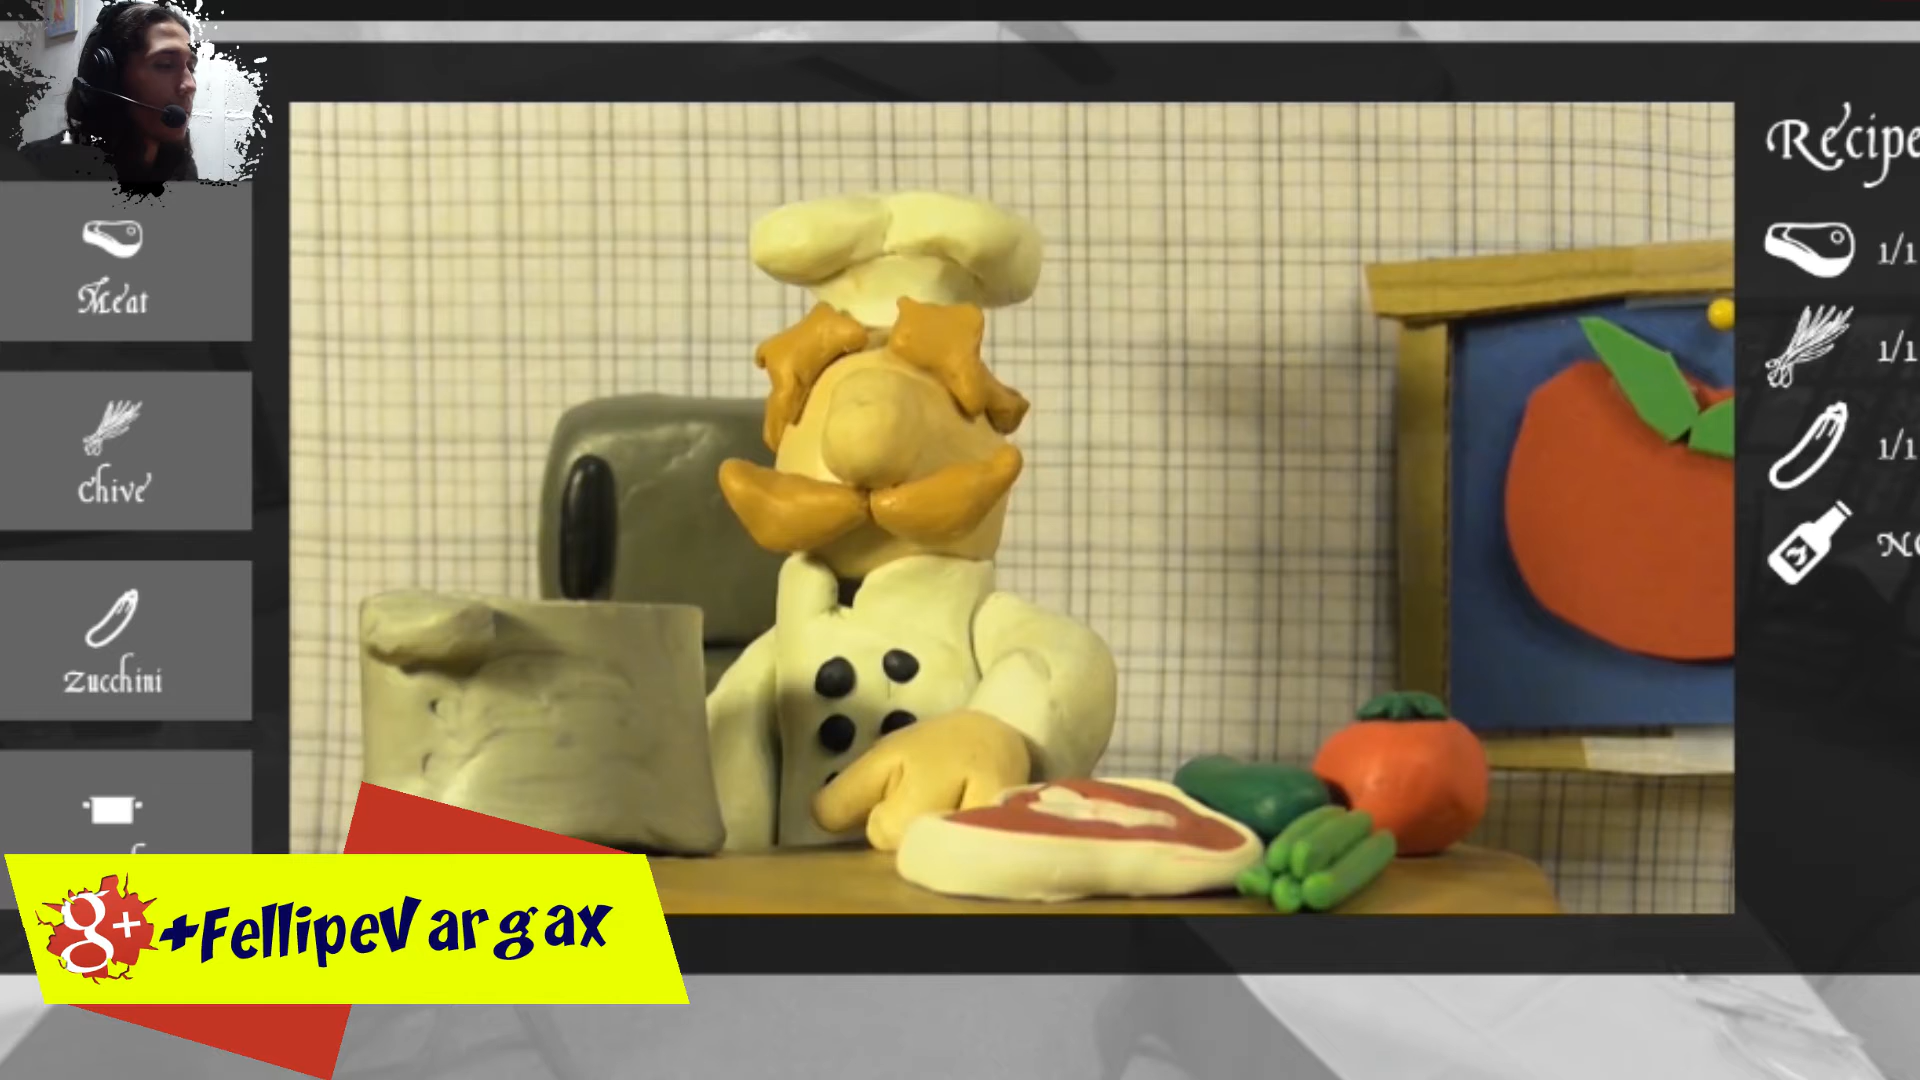 Recipe
Meat
1/1
Chive
1/1
Zucchini
1/1
g+ +FellipeVargax